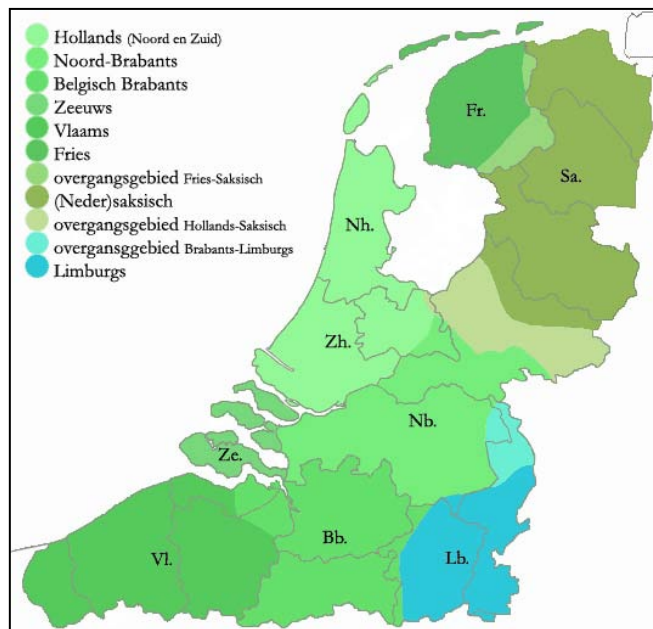 Hollands (Noord en Zuid)
Noord-Brabants
Belgisch Brabants
Zeeuws
Vlaams
Fries
overgangsgebied Fries-Saksisch
(Neder)saksisch
overgangsgebied Hollands-Saksisch
overgansggebied Brabants-Limburgs
Limburgs
Fr.
Sa.
Nh.
Zh.
Nb.
Ze.
Bb.
Vl.
Lb.